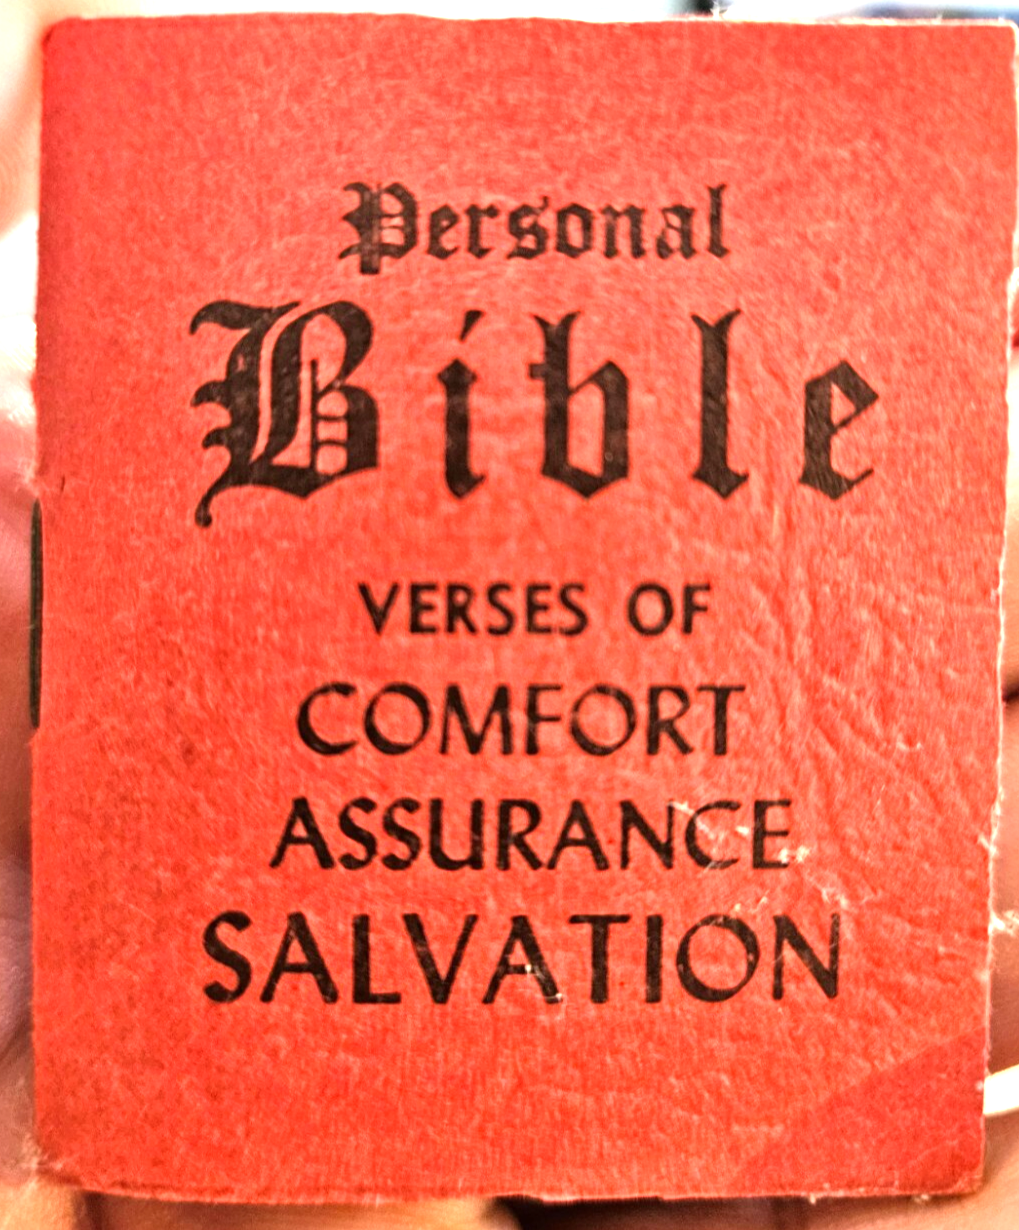 Personal
Bible
VERSES OF
COMFORT
ASSURANCE
SALVATION